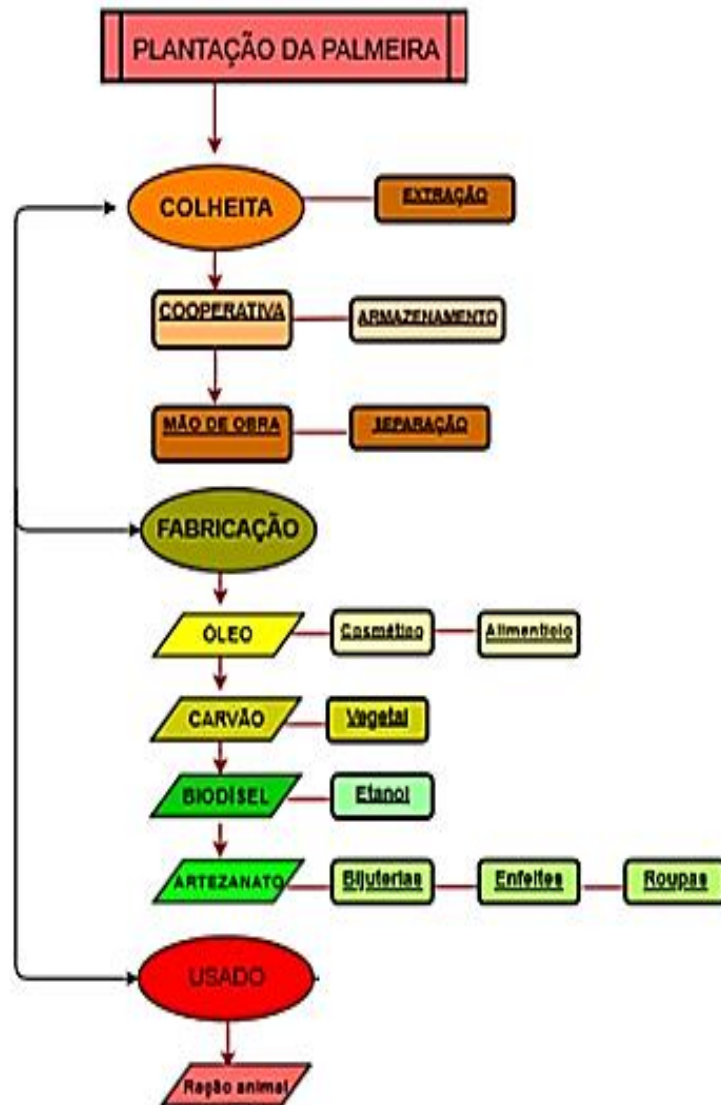 PLANTAÇÃO DA PALMEIRA
COLHEITA
EXTRAÇÃO
COOPERATIVA
ARMAZENAMENTO
MÃO DE OBRA
SEPARAÇÃO
FABRICAÇÃO
ÓLEO
Cosmético
Alimentício
CARVÃO
Vegetal
BIODÍSEL
Etanol
ARTEZANATO
Bijuterias
Enfeites
Roupas
USADO
Ração animal